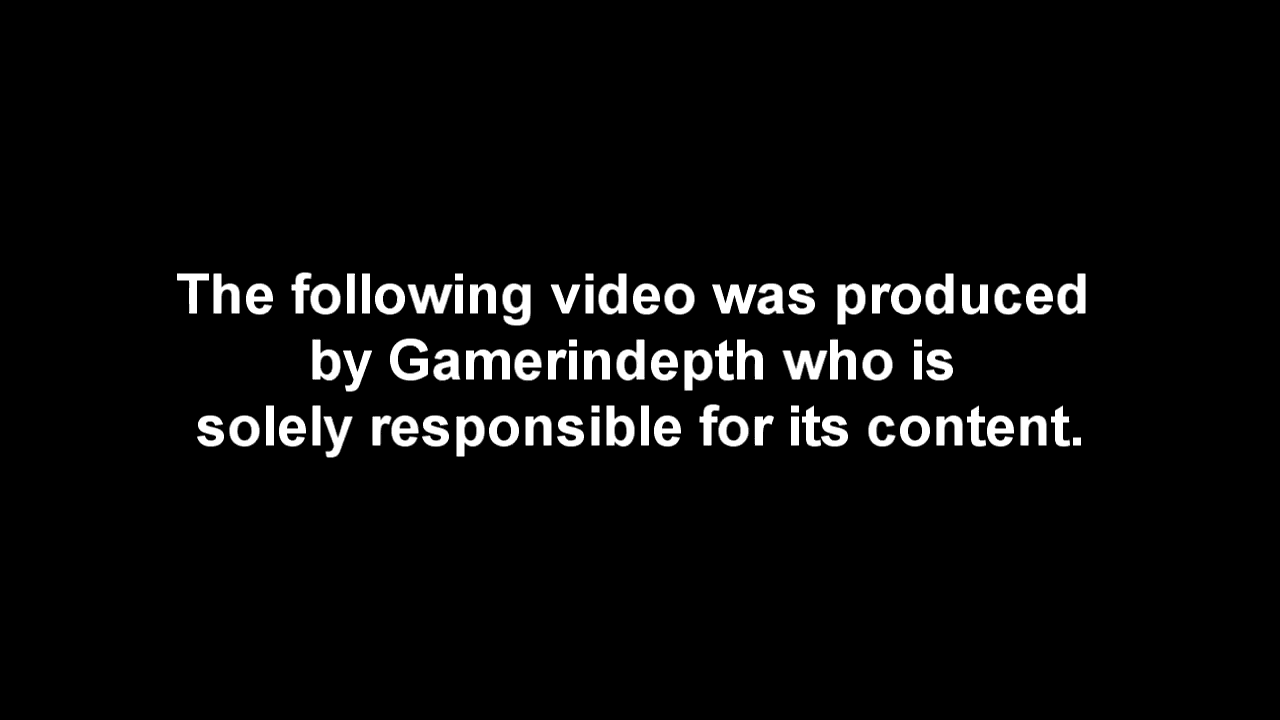 The following video was produced
by Gamerindepth who is
solely responsible for its content.